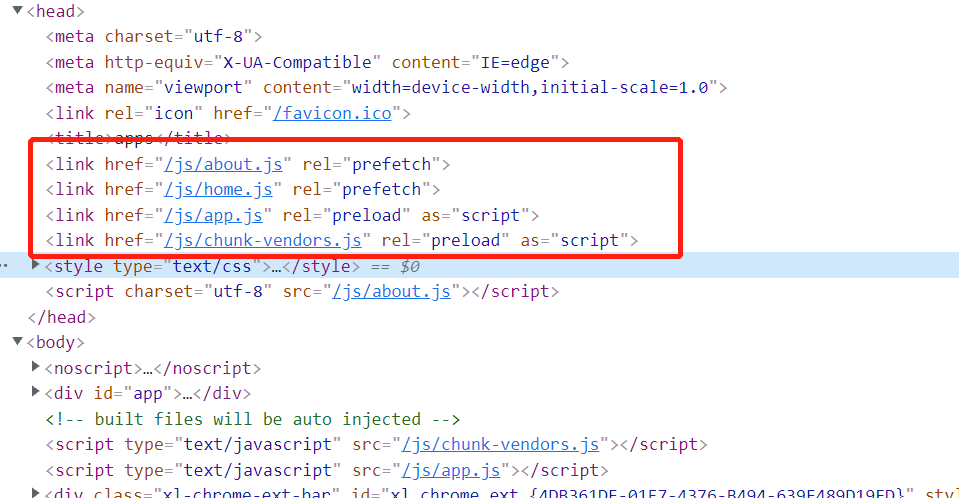 <head>
<meta charset="utf-8">
<meta http-equiv="X-UA-Compatible" content="IE=edge">
<meta name="viewport" content="width=device-width,initial-scale=1.0">
<link rel="icon" href="/favicon.ico">
<title>apps</title>
<link href="/js/about.js" rel="prefetch">
<link href="/js/home.js" rel="prefetch">
<link href="/js/app.js" rel="preload" as="script">
<link href="/js/chunk-vendors.js" rel="preload" as="script">
<style type="text/css">…</style> == $0
<script charset="utf-8" src="/js/about.js"></script>
</head>
<body>
<noscript>…</noscript>
<div id="app">…</div>
<!-- built files will be auto injected -->
<script type="text/javascript" src="/js/chunk-vendors.js"></script>
<script type="text/javascript" src="/js/app.js"></script>
<div class="xl-chrome-ext-bar" id="xl_chrome_ext_{4DB361DE-01F7-4376-B494-639E489D19ED}" styl